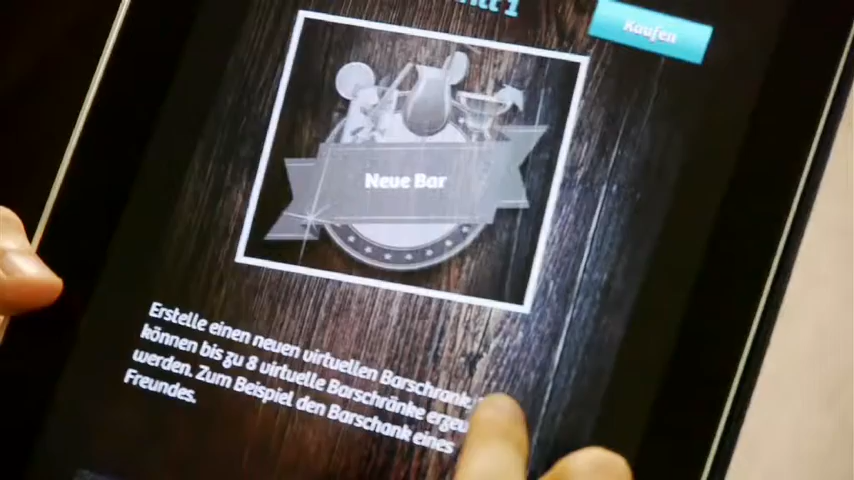 Kaufen
Neue Bar
Erstelle einen neuen virtuellen Barschrank.
können bis zu 8 virtuelle Barschränke
werden. Zum Beispiel den Barschank eines
Freundes.